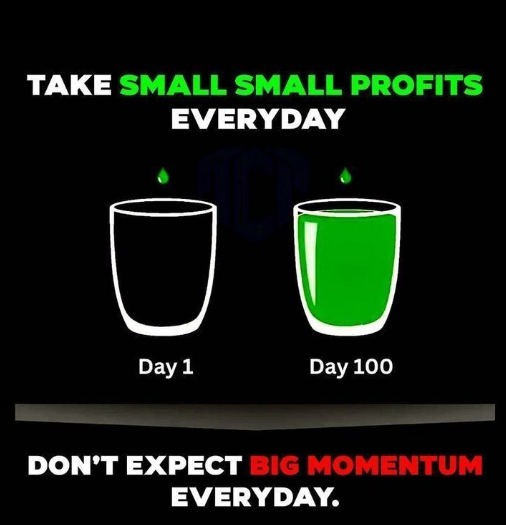 TAKE SMALL SMALL PROFITS
EVERYDAY
Day 1
Day 100
DON'T EXPECT BIG MOMENTUM
EVERYDAY.